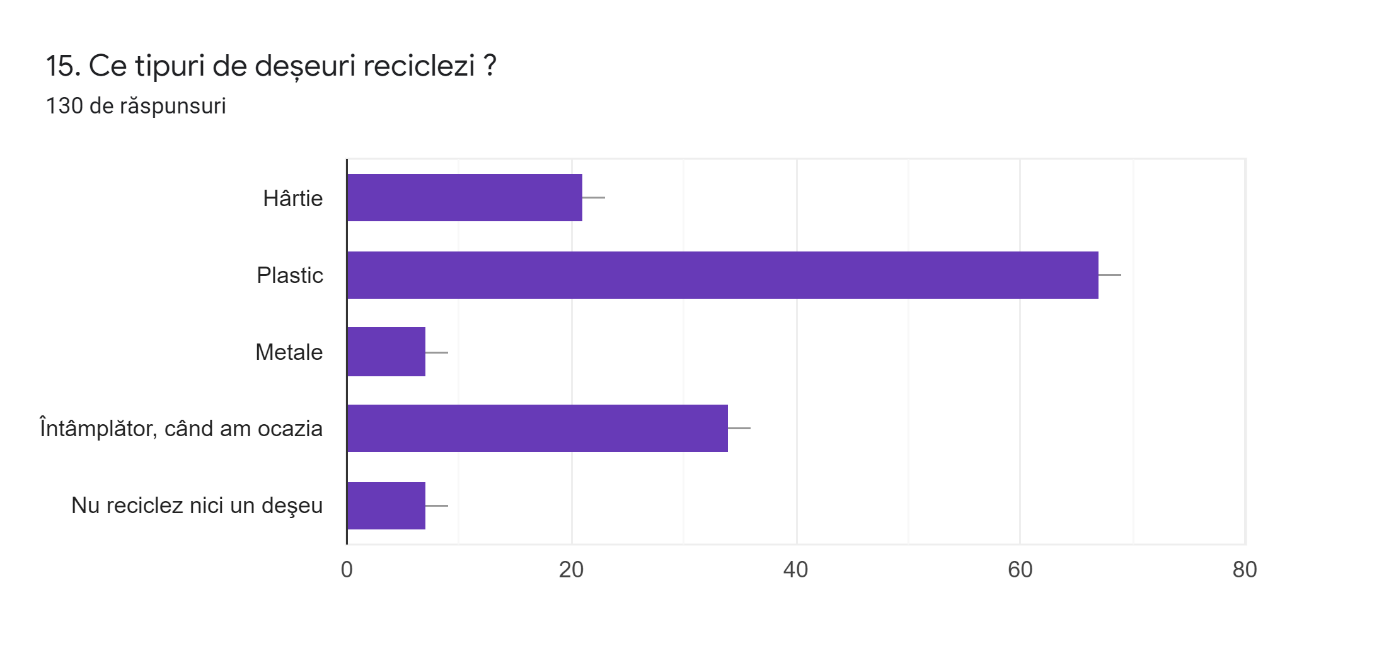 15. Ce tipuri de deșeuri reciclezi ?
130 de răspunsuri
Hârtie
Plastic
Metale
Întâmplător, când am ocazia
Nu reciclez nici un deşeu
0 20 40 60 80